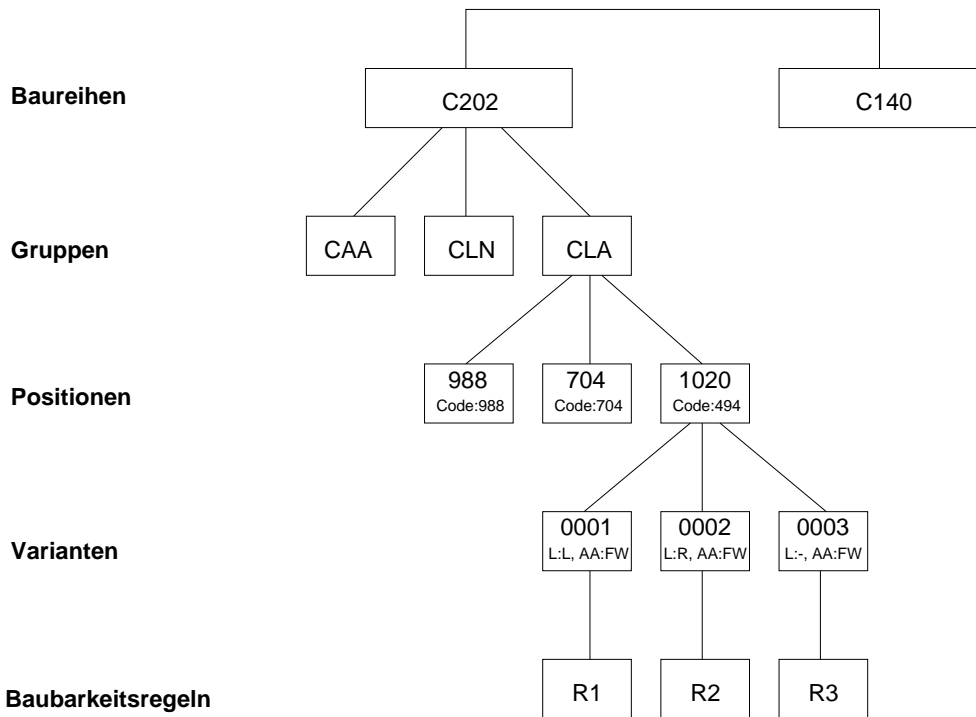 Baureihen
C202
C140
Gruppen
CAA
CLN
CLA
Positionen
988
Code:988
704
Code:704
1020
Code:494
Varianten
0001
L:L, AA:FW
0002
L:R, AA:FW
0003
L:-, AA:FW
Baubarkeitsregeln
R1
R2
R3